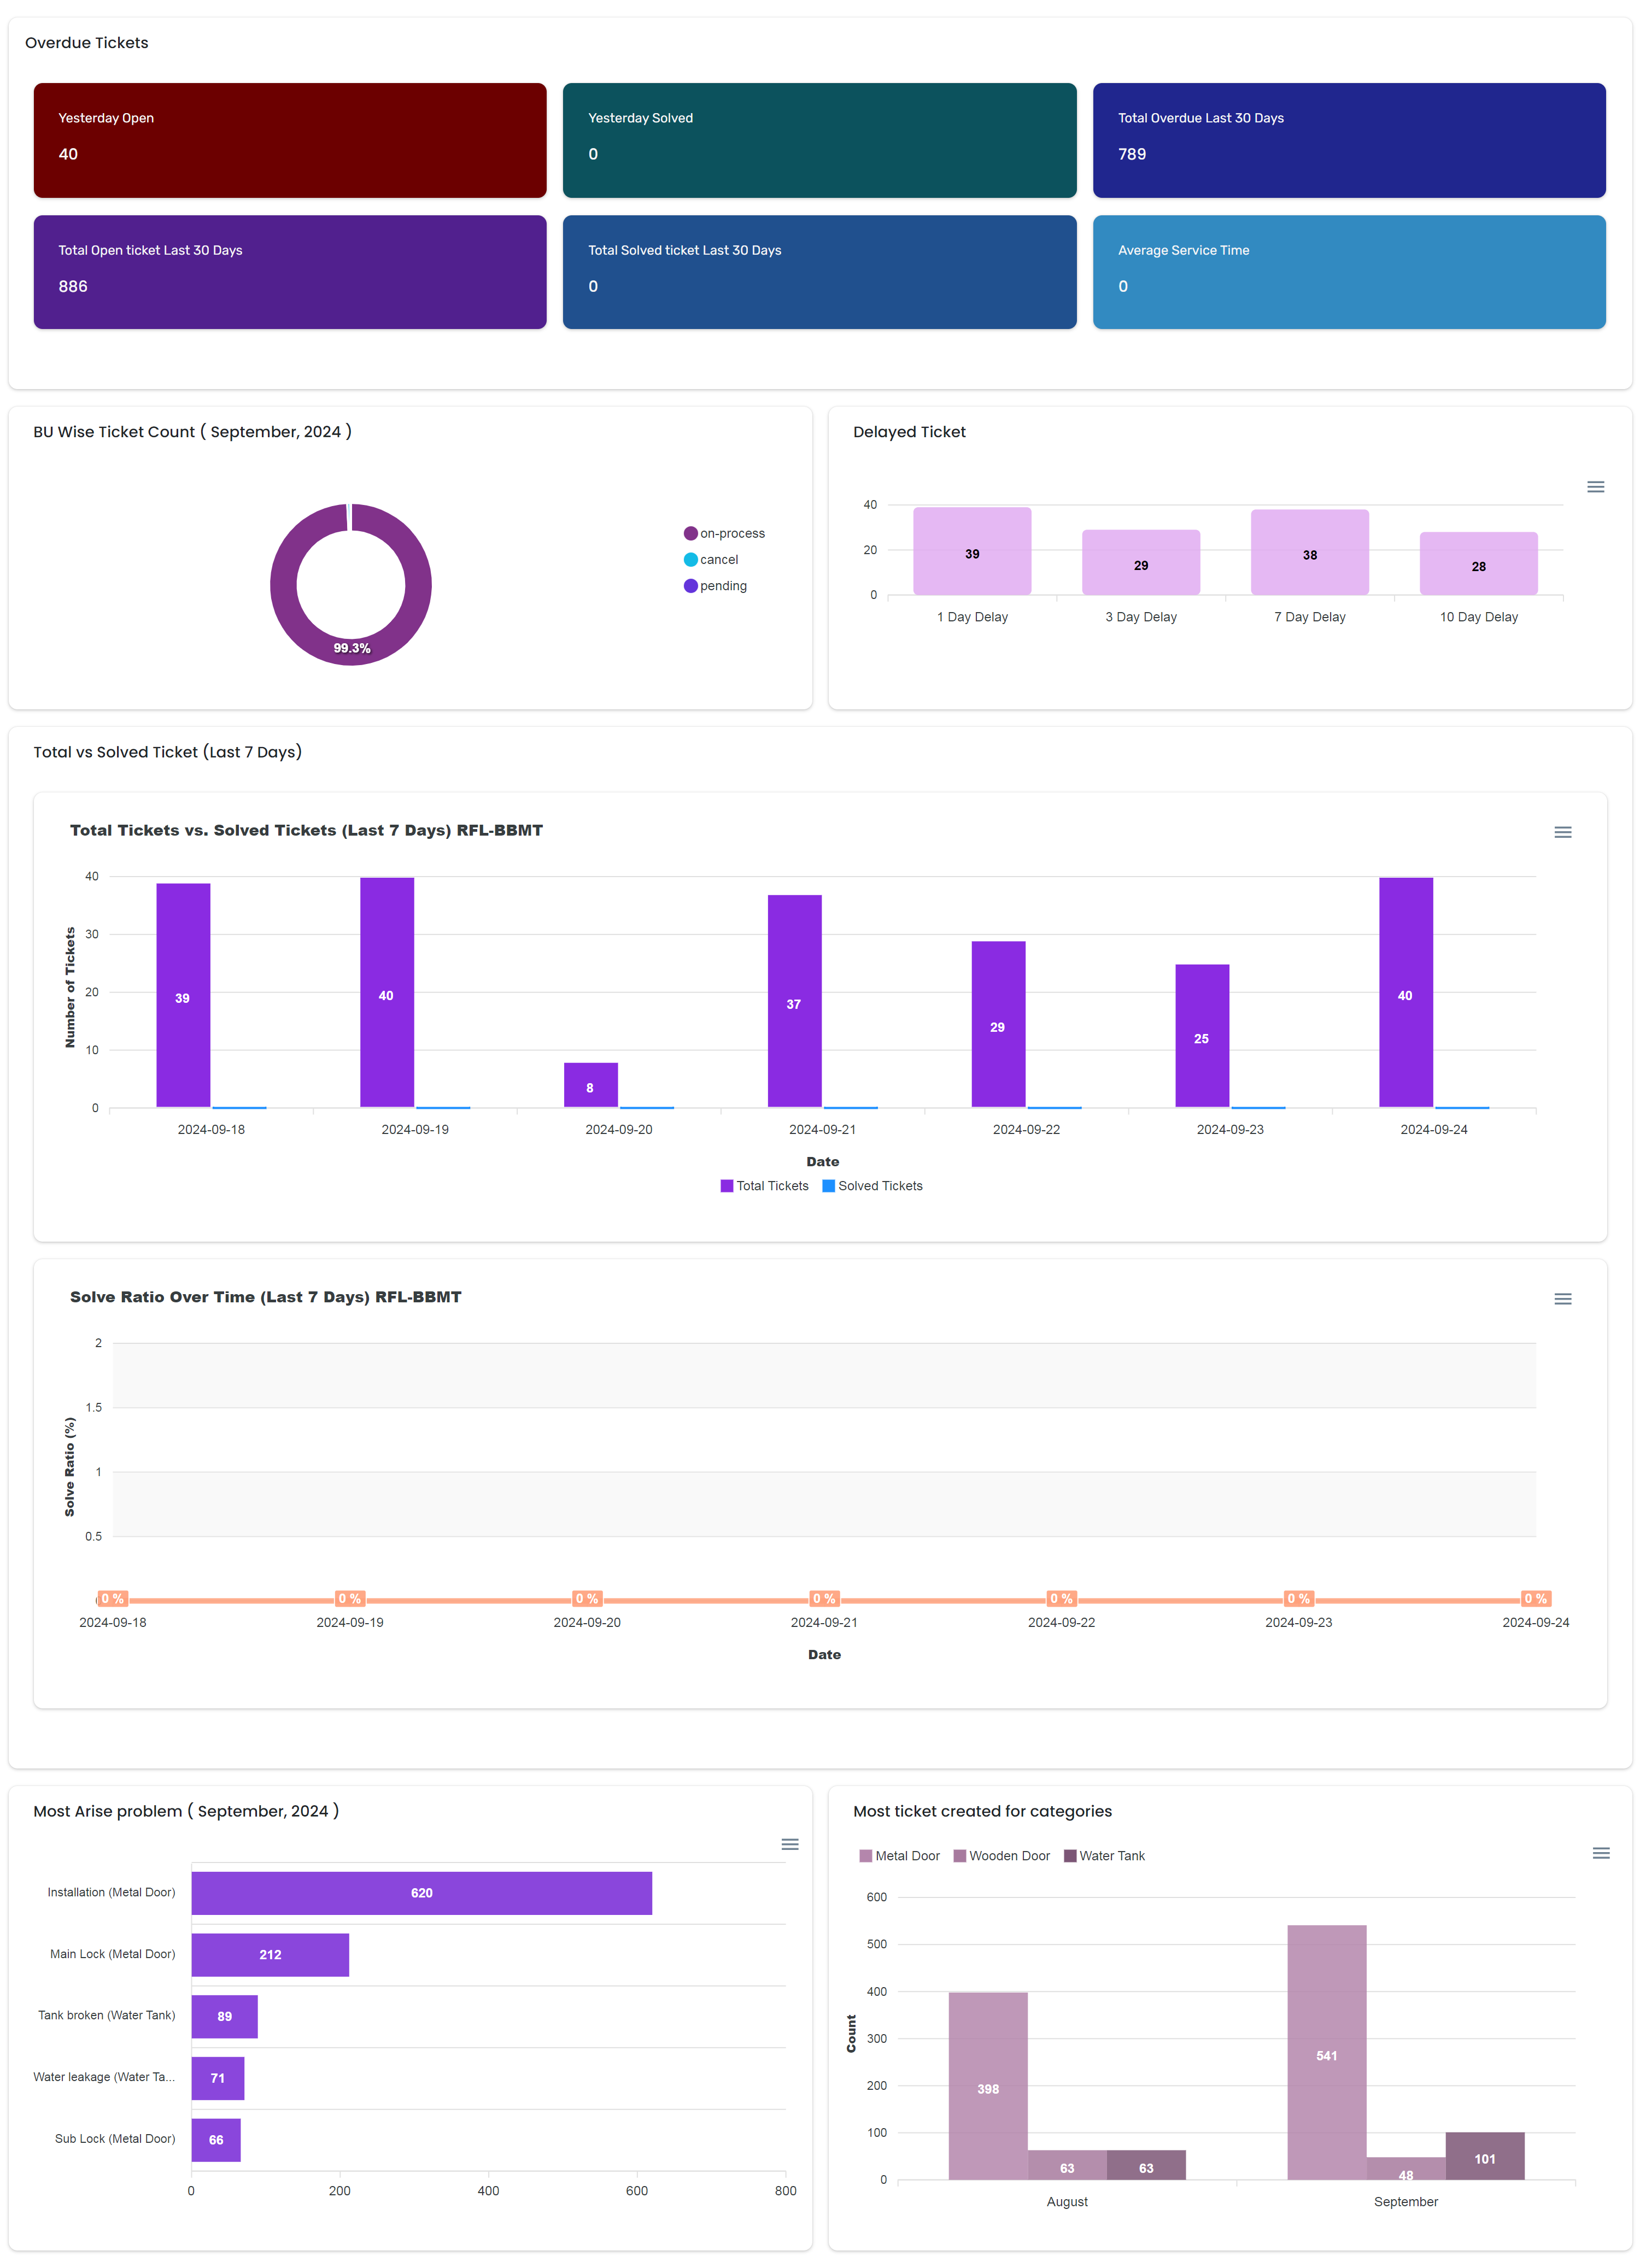 Overdue Tickets
Yesterday Open
40
Yesterday Solved
0
Total Overdue Last 30 Days
789
Total Open ticket Last 30 Days
886
Total Solved ticket Last 30 Days
0
Average Service Time
0
BU Wise Ticket Count ( September, 2024 )
99.3%
on-process
cancel
pending
Delayed Ticket
40
20
0
39
29
38
28
1 Day Delay
3 Day Delay
7 Day Delay
10 Day Delay
Total vs Solved Ticket (Last 7 Days)
Total Tickets vs. Solved Tickets (Last 7 Days) RFL-BBMT
Number of Tickets
40
30
20
10
0
39
40
8
37
29
25
40
2024-09-18
2024-09-19
2024-09-20
2024-09-21
2024-09-22
2024-09-23
2024-09-24
Date
Total Tickets
Solved Tickets
Solve Ratio Over Time (Last 7 Days) RFL-BBMT
Solve Ratio (%)
2
1.5
1
0.5
0 %
0 %
0 %
0 %
0 %
0 %
0 %
2024-09-18
2024-09-19
2024-09-20
2024-09-21
2024-09-22
2024-09-23
2024-09-24
Date
Most Arise problem ( September, 2024 )
Installation (Metal Door)
620
Main Lock (Metal Door)
212
Tank broken (Water Tank)
89
Water leakage (Water Ta...
71
Sub Lock (Metal Door)
66
0
200
400
600
800
Most ticket created for categories
Metal Door
Wooden Door
Water Tank
Count
600
500
400
300
200
100
0
398
63
63
541
48
101
August
September